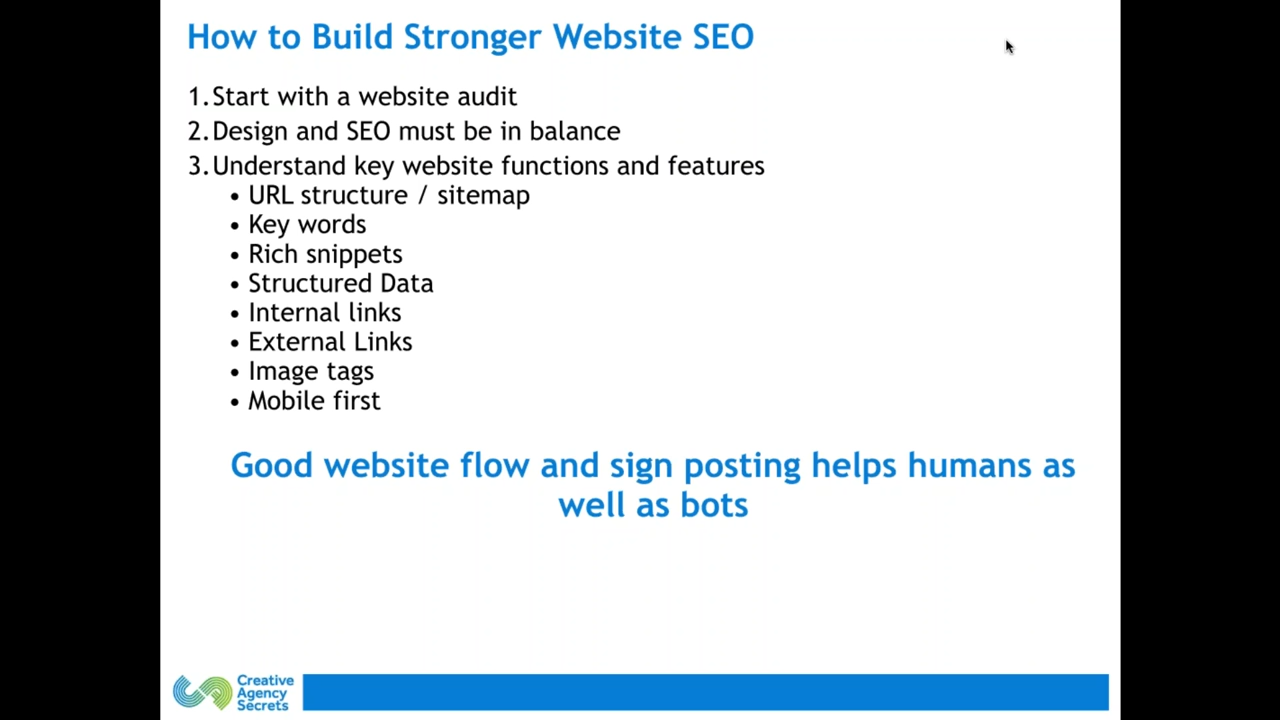 How to Build Stronger Website SEO
1. Start with a website audit
2. Design and SEO must be in balance
3. Understand key website functions and features
• URL structure / sitemap
• Key words
• Rich snippets
• Structured Data
• Internal links
• External Links
• Image tags
• Mobile first
Good website flow and sign posting helps humans as
well as bots
Creative
Agency
Secrets